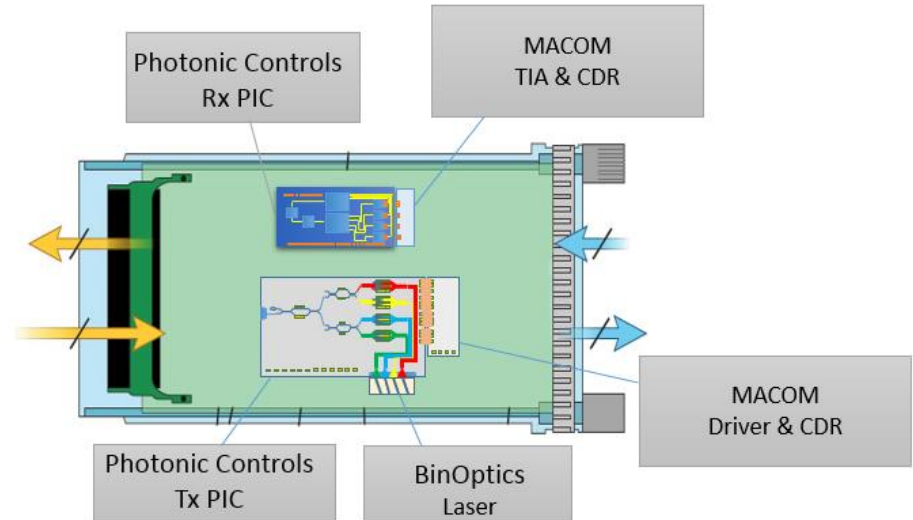 Photonic Controls
Rx PIC
MACOM
TIA & CDR
MACOM
Driver & CDR
Photonic Controls
Tx PIC
BinOptics
Laser